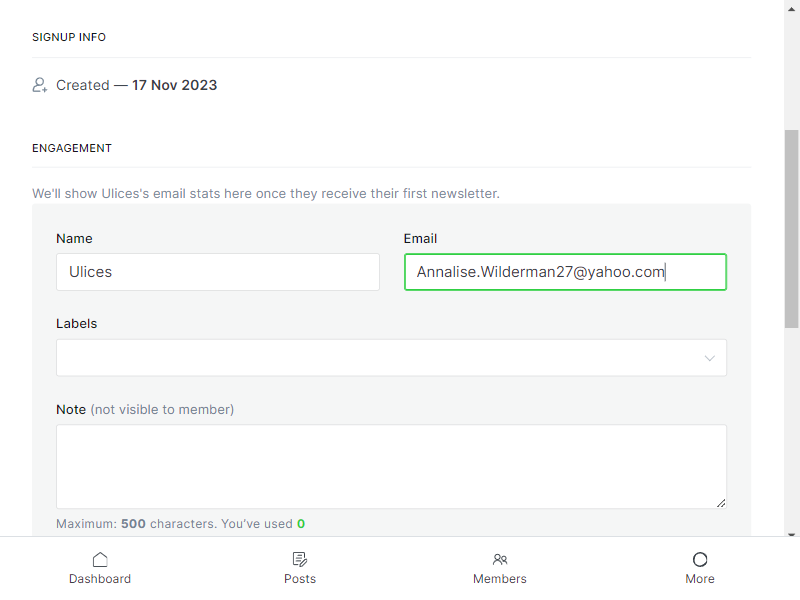 SIGNUP INFO
Created — 17 Nov 2023
ENGAGEMENT
We'll show Ulices's email stats here once they receive their first newsletter.
Name
Email
Ulices
Annalise.Wilderman27@yahoo.com
Labels
Note (not visible to member)
Maximum: 500 characters. You've used 0
Dashboard
Posts
Members
More